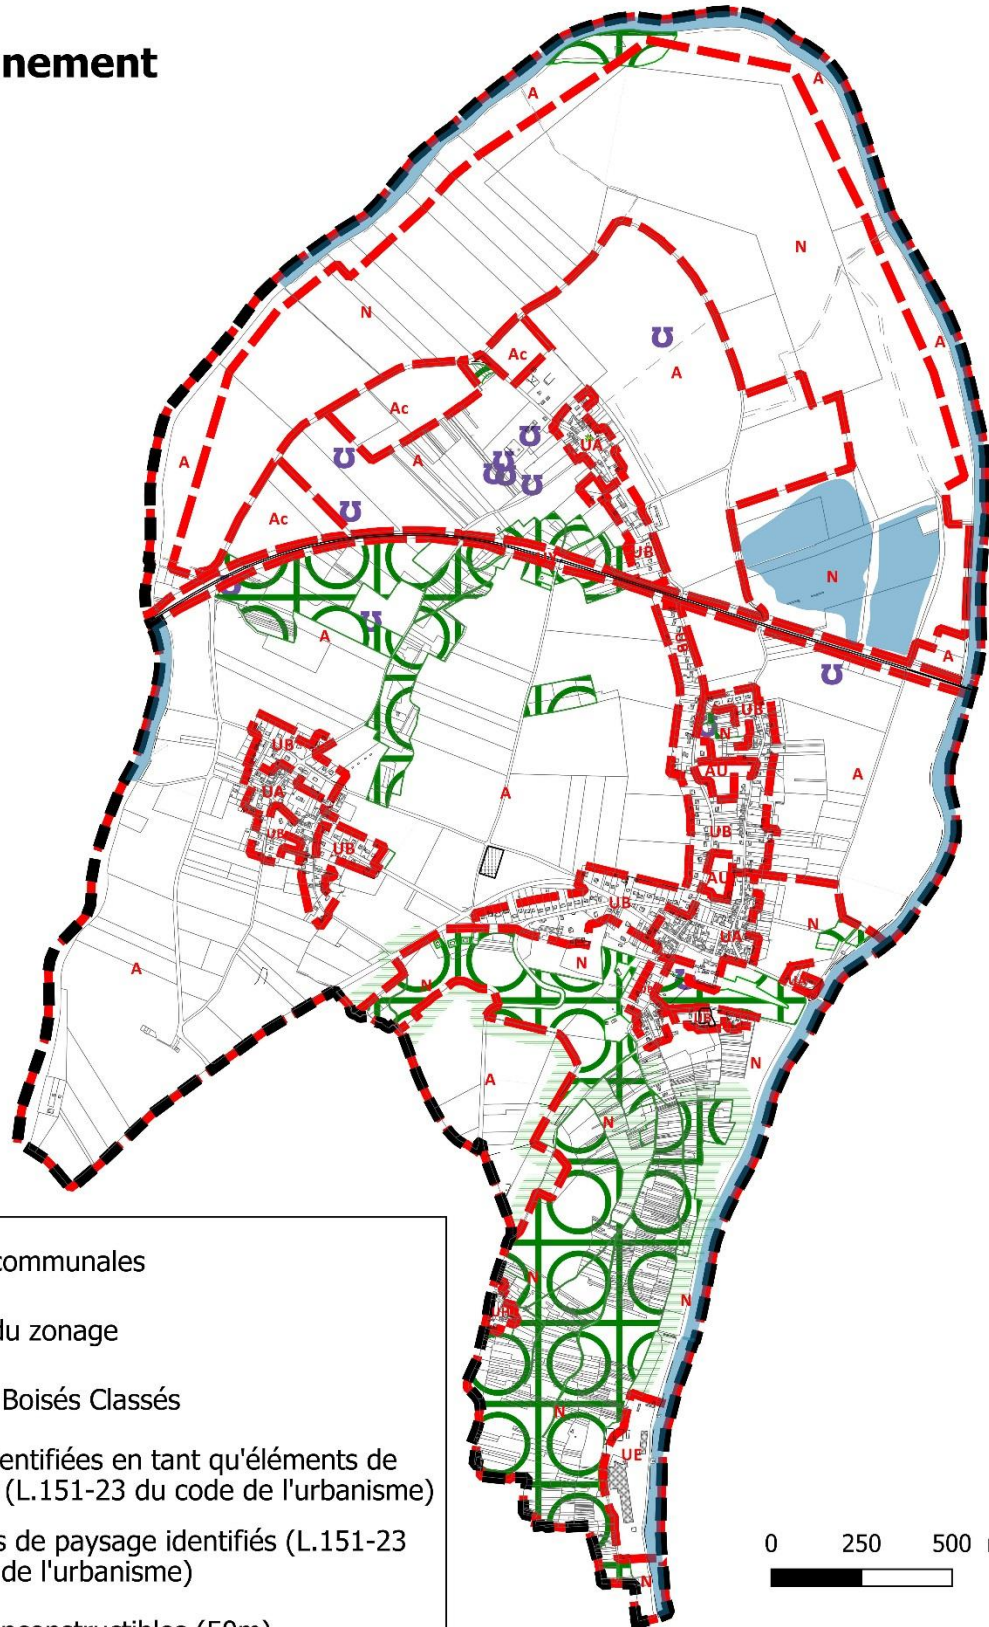 nement
A
A
N
N
A
Ac
A
Ac
A
UA
A
Ac
UB
N
A
A
UB
UB
UB
N
AU
A
UA
A
UB
UB
UB
AU
UB
N
UA
A
N
N
UB
N
A
N
N
N
N
UE
N
communales
du zonage
Boisés Classés
entifiées en tant qu'éléments de
(L.151-23 du code de l'urbanisme)
s de paysage identifiés (L.151-23
de l'urbanisme)
0 250 500